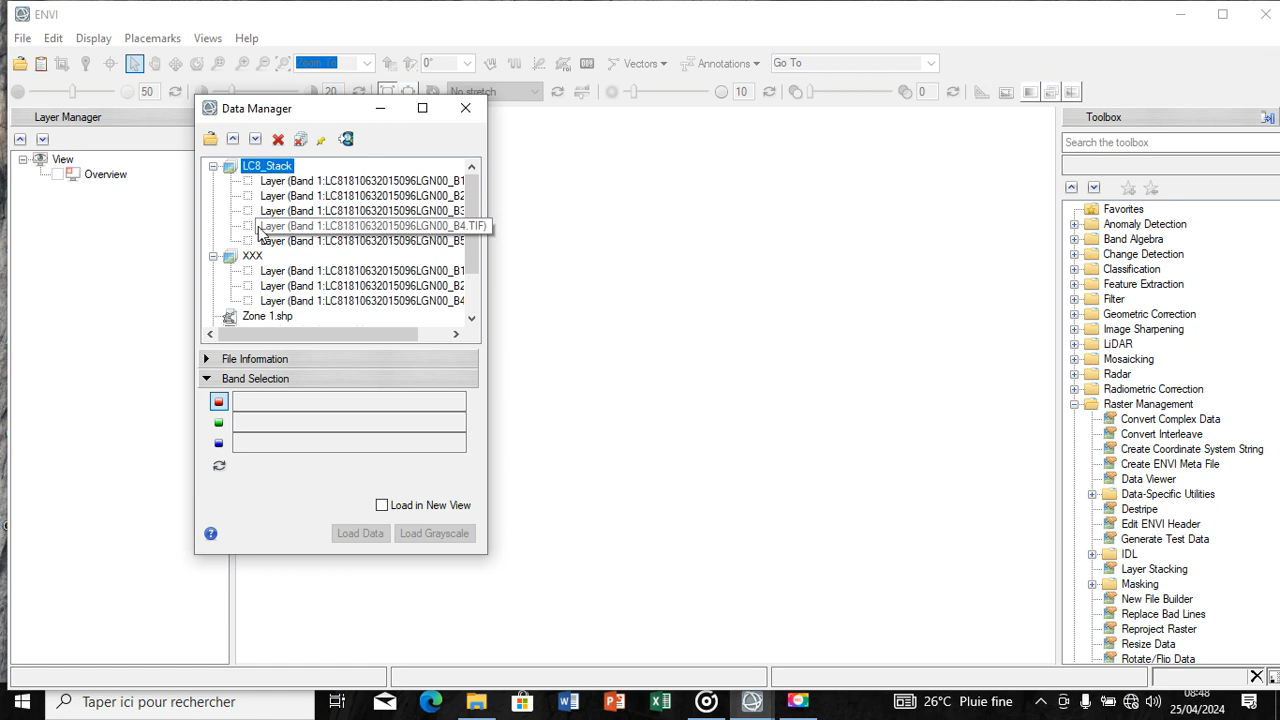 ENVI
File Edit Display Placemarks Views Help
Zoom To 0° Vectors Annotations Go To
50 20 No stretch 10 0
Layer Manager
View
Overview
Data Manager
LC8_Stack
Layer (Band 1:LC81810632015096LGN00_B1
Layer (Band 1:LC81810632015096LGN00_B2
Layer (Band 1:LC81810632015096LGN00_B3
Layer (Band 1:LC81810632015096LGN00_B4.TIF)
Layer (Band 1:LC81810632015096LGN00_B5
XXX
Layer (Band 1:LC81810632015096LGN00_B1
Layer (Band 1:LC81810632015096LGN00_B2
Layer (Band 1:LC81810632015096LGN00_B4
Zone 1.shp
File Information
Band Selection
Load in New View
Load Data Load Grayscale
Toolbox
Search the toolbox
Favorites
Anomaly Detection
Band Algebra
Change Detection
Classification
Feature Extraction
Filter
Geometric Correction
Image Sharpening
LiDAR
Mosaicking
Radar
Radiometric Correction
Raster Management
Convert Complex Data
Convert Interleave
Create Coordinate System String
Create ENVI Meta File
Data Viewer
Data-Specific Utilities
Destripe
Edit ENVI Header
Generate Test Data
IDL
Layer Stacking
Masking
New File Builder
Replace Bad Lines
Reproject Raster
Resize Data
Rotate/Flip Data
Taper ici pour rechercher
26°C Pluie fine
08:48
25/04/2024